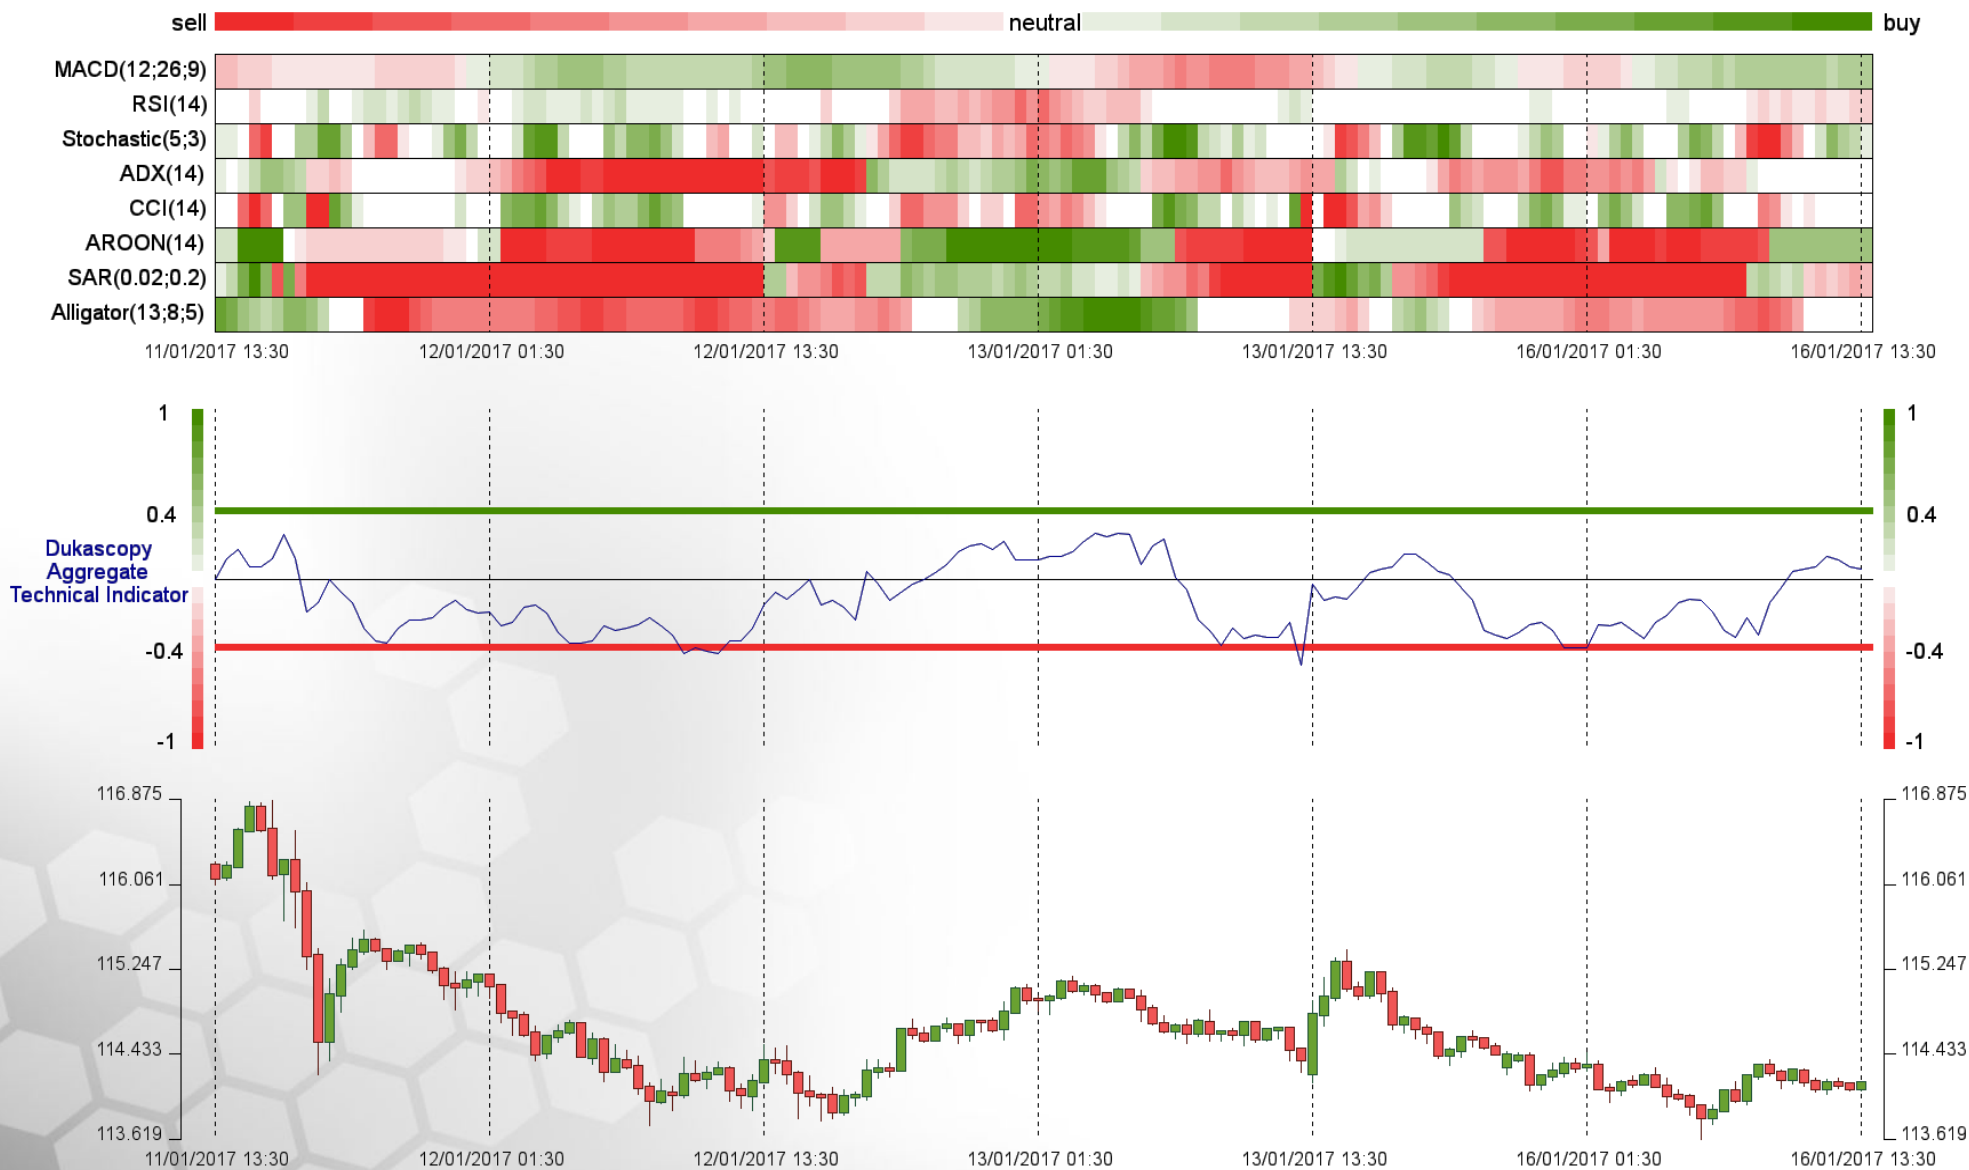 sell neutral buy
MACD(12;26;9)
RSI(14)
Stochastic(5;3)
ADX(14)
CCI(14)
AROON(14)
SAR(0.02;0.2)
Alligator(13;8;5)
11/01/2017 13:30 12/01/2017 01:30 12/01/2017 13:30 13/01/2017 01:30 13/01/2017 13:30 16/01/2017 01:30 16/01/2017 13:30
1 1
0.4 0.4
Dukascopy
Aggregate
Technical Indicator
-0.4 -0.4
-1 -1
116.875 116.875
116.061 116.061
115.247 115.247
114.433 114.433
113.619 113.619
11/01/2017 13:30 12/01/2017 01:30 12/01/2017 13:30 13/01/2017 01:30 13/01/2017 13:30 16/01/2017 01:30 16/01/2017 13:30